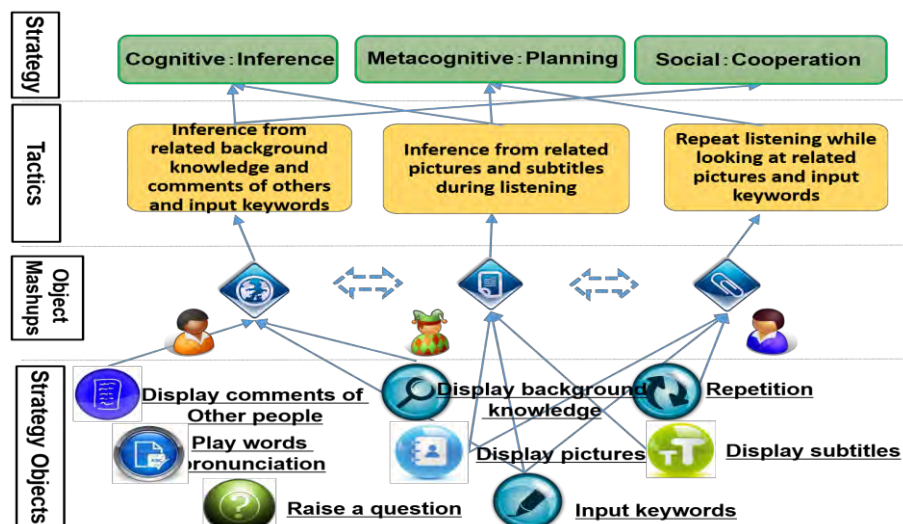 Strategy
Cognitive：Inference
Metacognitive：Planning
Social：Cooperation
Tactics
Inference from
related background
knowledge and
comments of others
and input keywords
Inference from related
pictures and subtitles
during listening
Repeat listening while
looking at related
pictures and input
keywords
Object
Mashups
Strategy Objects
Display comments of
Other people
Display background
knowledge
Repetition
Play words
pronunciation
Display pictures
Display subtitles
Raise a question
Input keywords